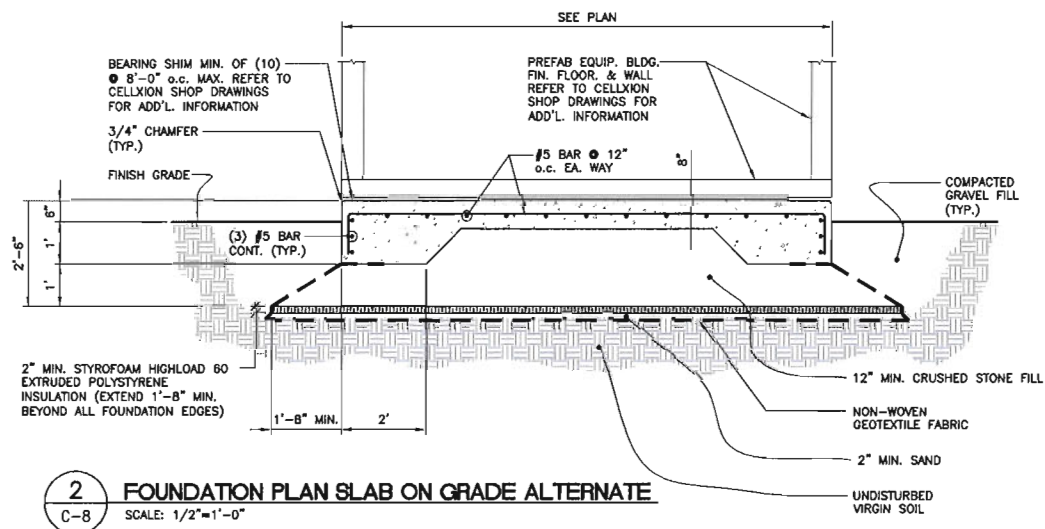 SEE PLAN
BEARING SHIM MIN. OF (10)
@ 8'-0" o.c. MAX. REFER TO
CELLXION SHOP DRAWINGS
FOR ADD'L. INFORMATION
PREFAB EQUIP. BLDG.
FIN. FLOOR. & WALL
REFER TO CELLXION
SHOP DRAWINGS FOR
ADD'L. INFORMATION
3/4" CHAMFER
(TYP.)
#5 BAR @ 12"
o.c. EA. WAY
8"
FINISH GRADE
COMPACTED
GRAVEL FILL
(TYP.)
6"
1'
2'-6"
1'
(3) #5 BAR
CONT. (TYP.)
2" MIN. STYROFOAM HIGHLOAD 60
EXTRUDED POLYSTYRENE
INSULATION (EXTEND 1'-8" MIN.
BEYOND ALL FOUNDATION EDGES)
1'-8" MIN.
2'
12" MIN. CRUSHED STONE FILL
NON-WOVEN
GEOTEXTILE FABRIC
2" MIN. SAND
UNDISTURBED
VIRGIN SOIL
2
C-8
FOUNDATION PLAN SLAB ON GRADE ALTERNATE
SCALE: 1/2"=1'-0"